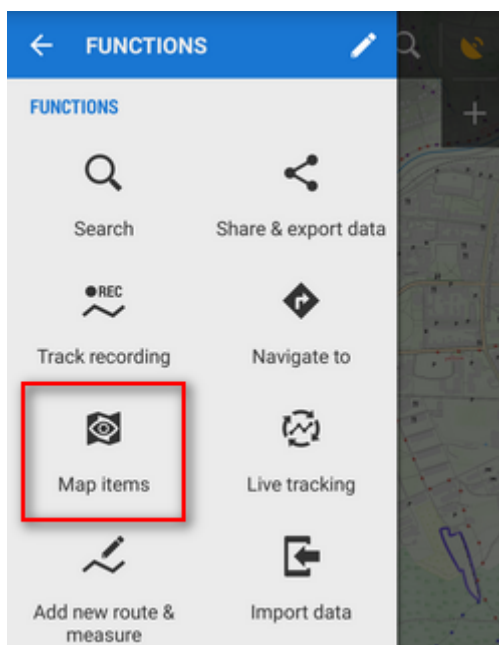 FUNCTIONS
FUNCTIONS
Search
Share & export data
REC
Track recording
Navigate to
Map items
Live tracking
Add new route &
measure
Import data